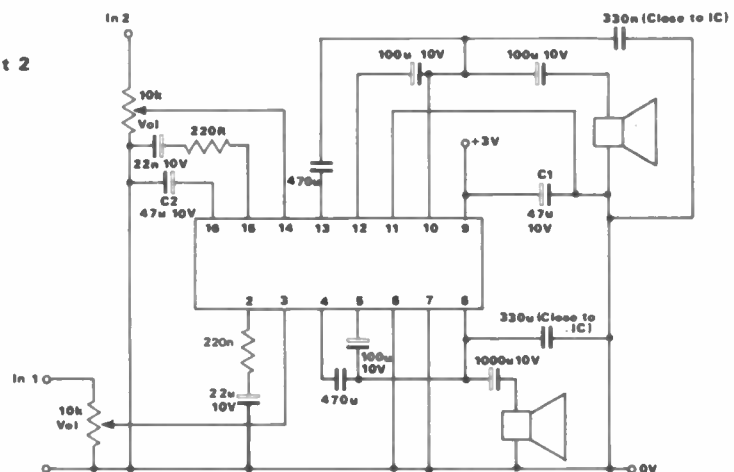 In 2
330n (Close to IC)
t 2
100u 10V
100u 10V
10k
Vol
220R
+3V
22n 10V
470u
C1
C2
47u 10V
47u
10V
16 15 14 13 12 11 10 9
2 3 4 5 6 7 8
220n
330u (Close to
IC)
100u
10V
1000u 10V
In 1
22u
10V
470u
10k
Vol
0V